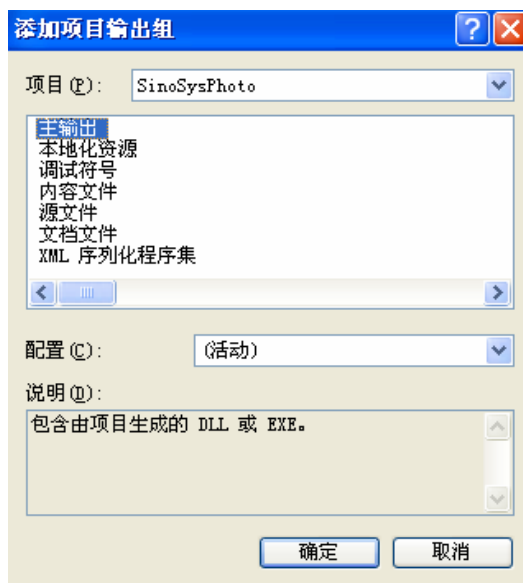 添加项目输出组
项目(P): SinoSysPhoto
主输出
本地化资源
调试符号
内容文件
源文件
文档文件
XML 序列化程序集
配置(C): (活动)
说明(D):
包含由项目生成的 DLL 或 EXE。
确定 取消